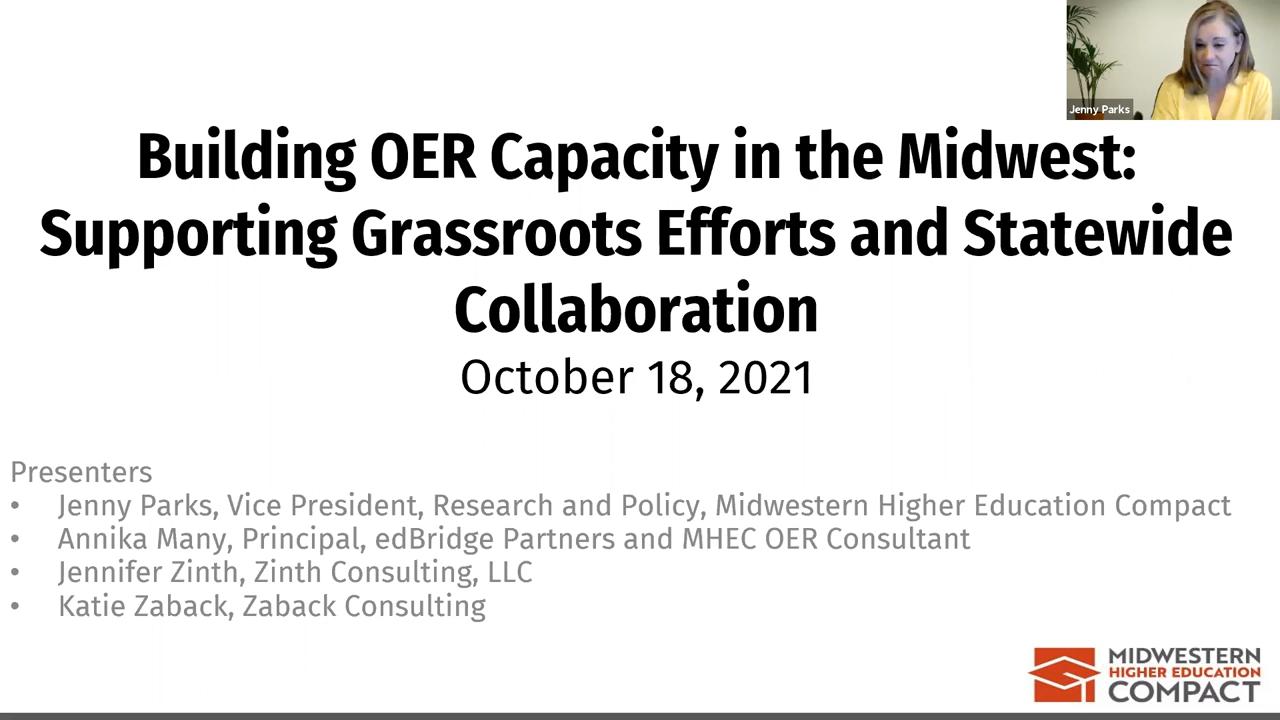 Jenny Parks
Building OER Capacity in the Midwest:
Supporting Grassroots Efforts and Statewide
Collaboration
October 18, 2021
Presenters
• Jenny Parks, Vice President, Research and Policy, Midwestern Higher Education Compact
• Annika Many, Principal, edBridge Partners and MHEC OER Consultant
• Jennifer Zinth, Zinth Consulting, LLC
• Katie Zaback, Zaback Consulting
MIDWESTERN
HIGHER EDUCATION
COMPACT